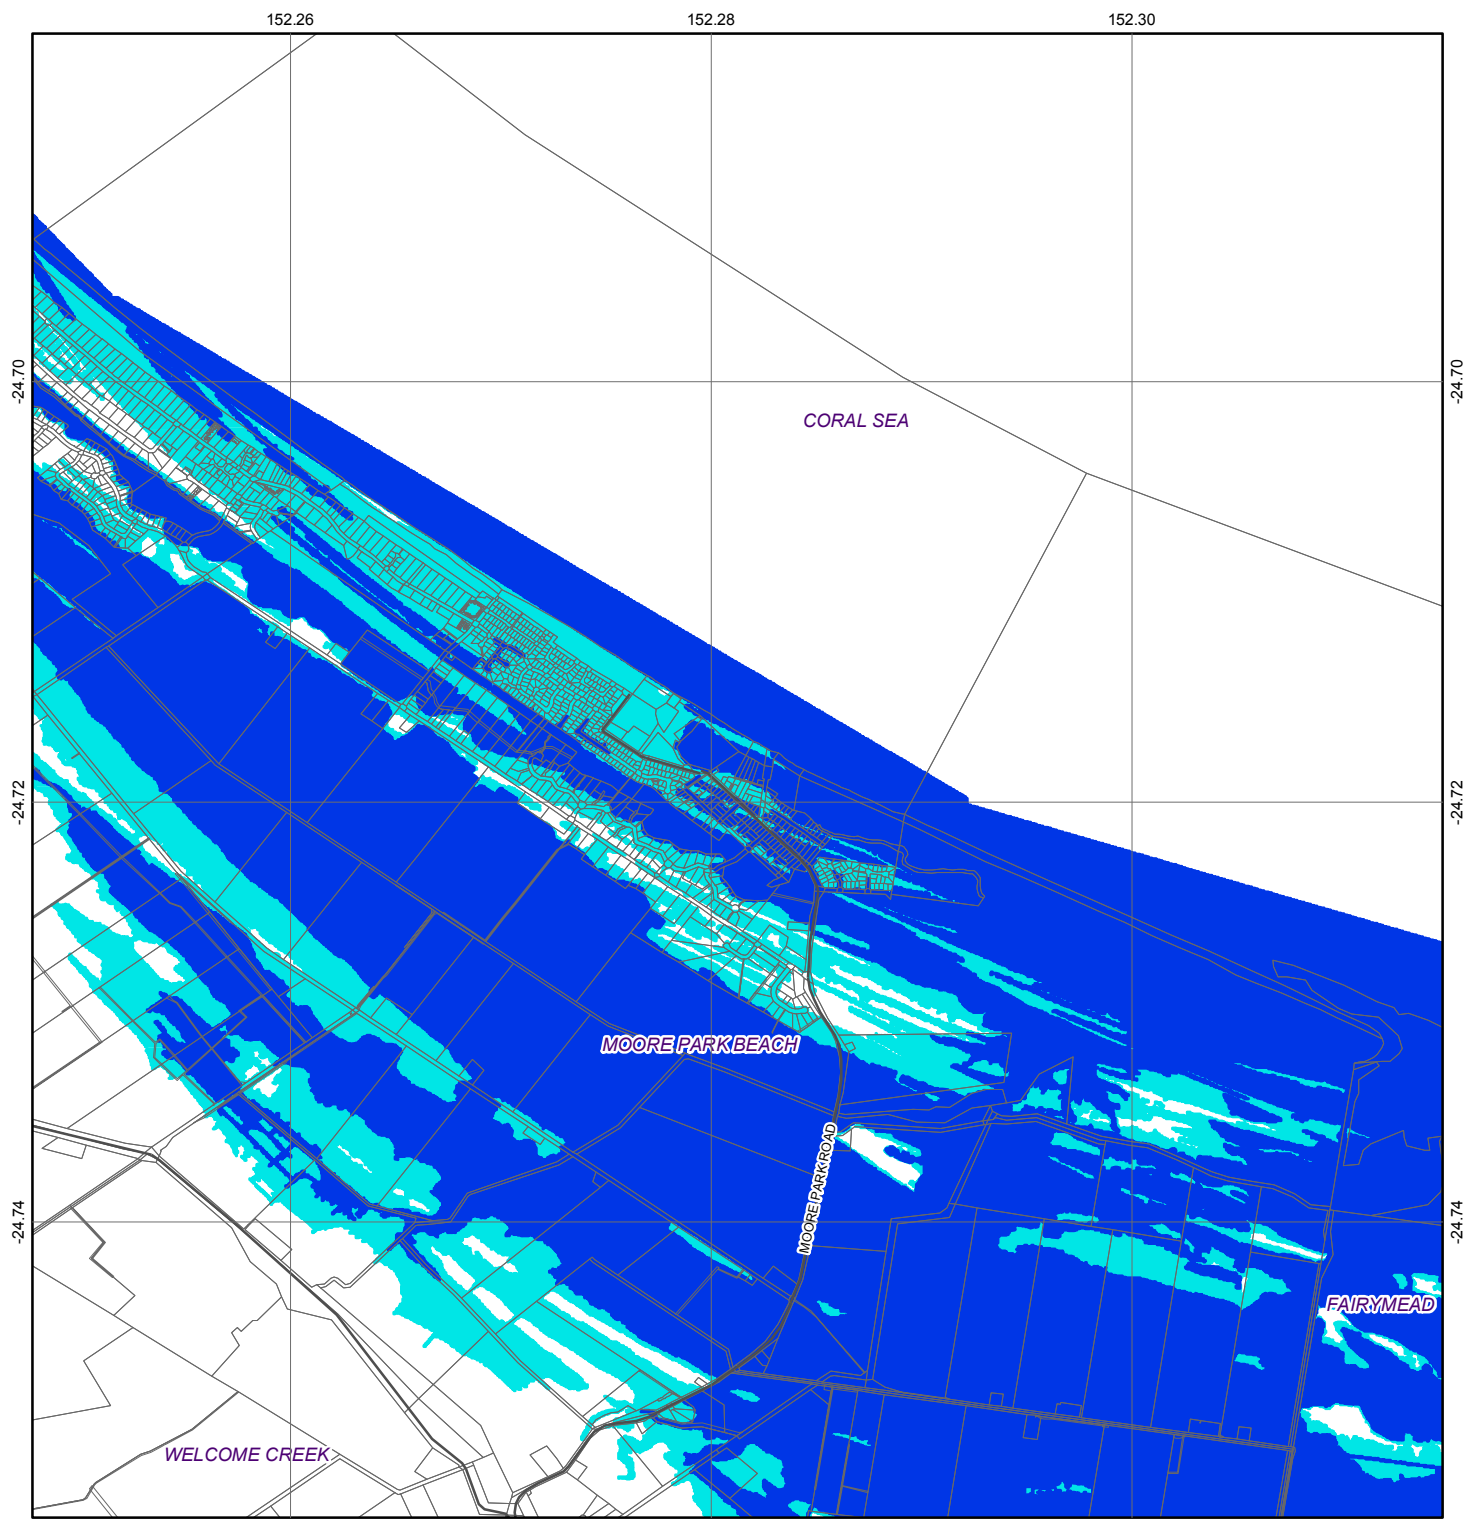 152.26
152.28
152.30
-24.70
-24.70
CORAL SEA
-24.72
-24.72
MOORE PARK BEACH
MOORE PARK ROAD
-24.74
-24.74
FAIRYMEAD
WELCOME CREEK